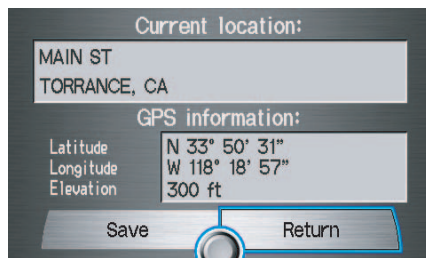 Current location:
MAIN ST
TORRANCE, CA
GPS information:
Latitude N 33° 50' 31"
Longitude W 118° 18' 57"
Elevation 300 ft
Save Return